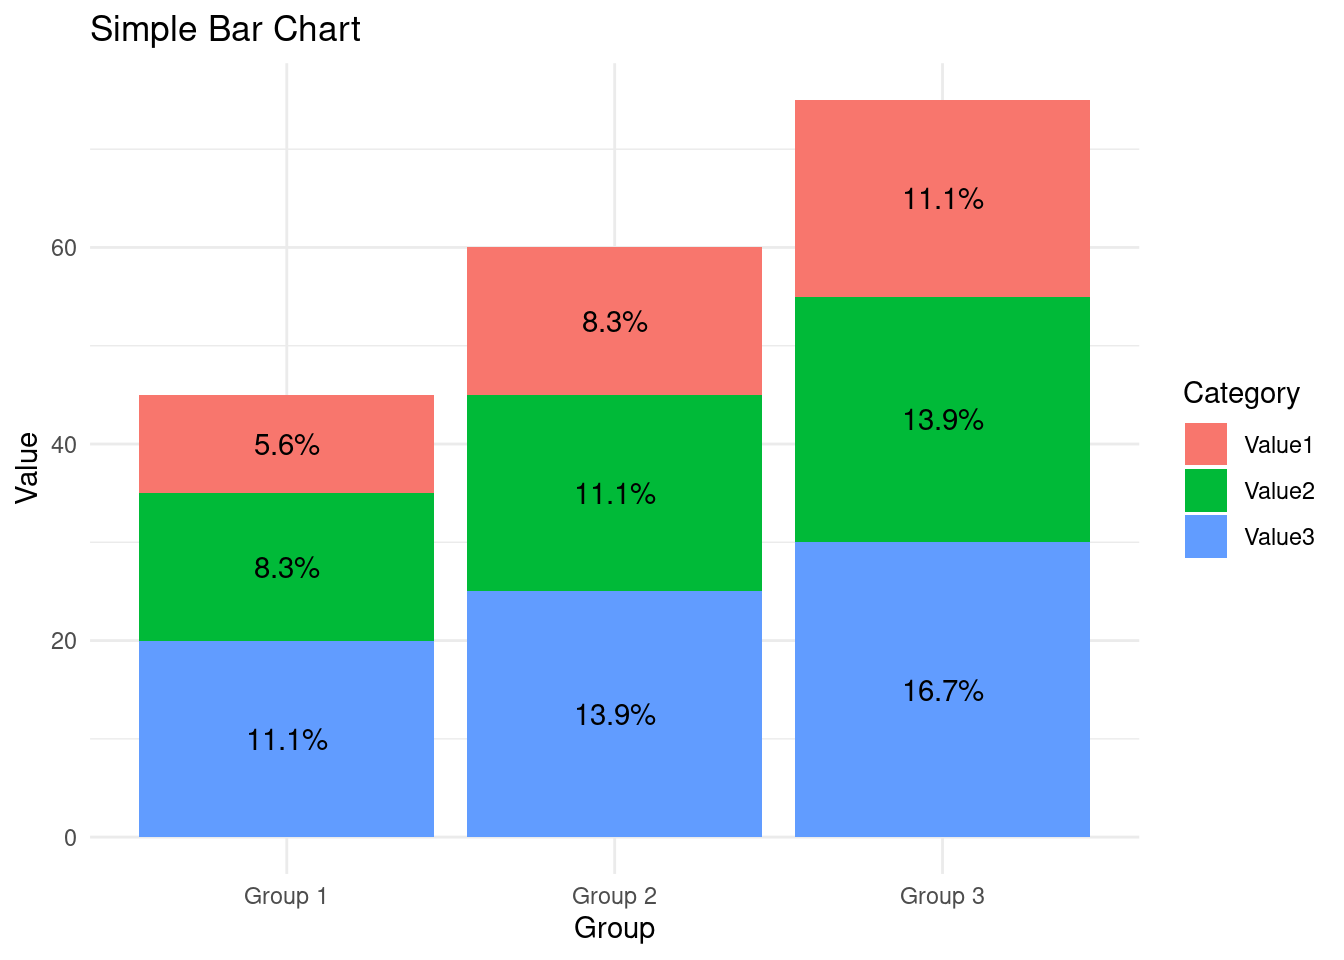 Simple Bar Chart
Value
60
40
20
0
11.1%
8.3%
13.9%
5.6%
11.1%
8.3%
16.7%
13.9%
11.1%
Group 1
Group 2
Group 3
Group
Category
Value1
Value2
Value3